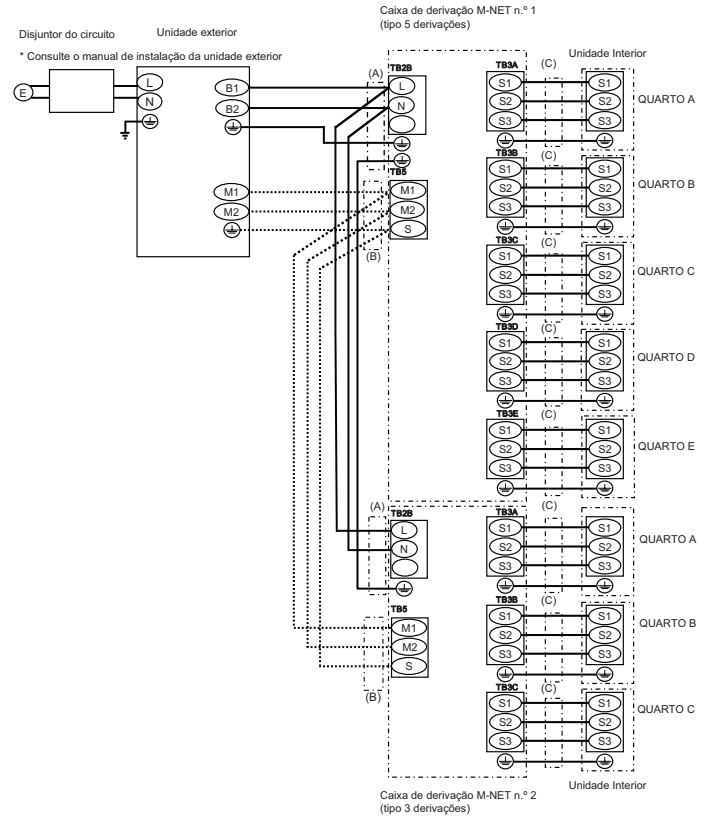 Caixa de derivação M-NET n.º 1
(tipo 5 derivações)
Disjuntor do circuito
Unidade exterior
* Consulte o manual de instalação da unidade exterior
Unidade Interior
E
L
N
B1
B2
M1
M2
(A)
TB2B
L
N
TB5
M1
M2
S
(B)
TB3A
(C)
S1
S1
S2
S2
S3
S3
QUARTO A
TB3B
(C)
S1
S1
S2
S2
S3
S3
QUARTO B
TB3C
(C)
S1
S1
S2
S2
S3
S3
QUARTO C
TB3D
(C)
S1
S1
S2
S2
S3
S3
QUARTO D
TB3E
(C)
S1
S1
S2
S2
S3
S3
QUARTO E
(A)
TB2B
L
N
TB5
M1
M2
S
(B)
TB3A
(C)
S1
S1
S2
S2
S3
S3
QUARTO A
TB3B
(C)
S1
S1
S2
S2
S3
S3
QUARTO B
TB3C
(C)
S1
S1
S2
S2
S3
S3
QUARTO C
Unidade Interior
Caixa de derivação M-NET n.º 2
(tipo 3 derivações)